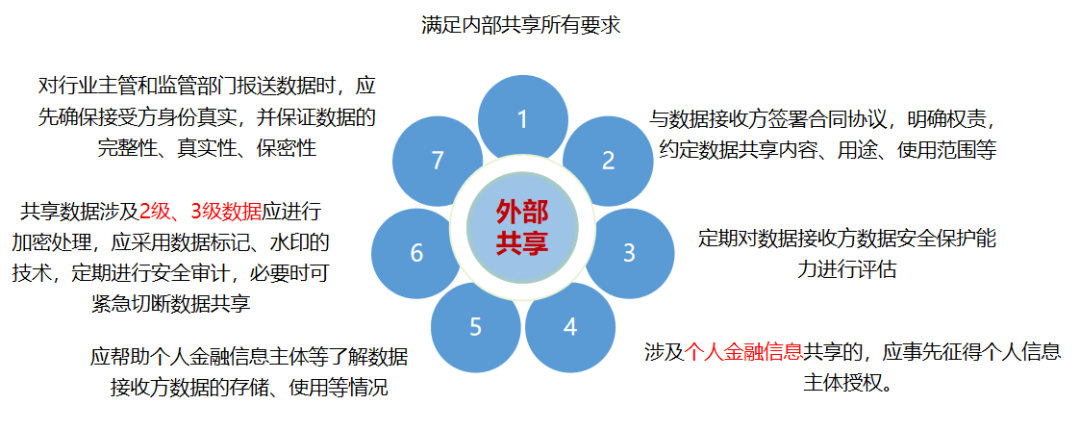 满足内部共享所有要求
1
与数据接收方签署合同协议，明确权责，
约定数据共享内容、用途、使用范围等
2
定期对数据接收方数据安全保护能
力进行评估
3
涉及个人金融信息共享的，应事先征得个人信息
主体授权。
4
应帮助个人金融信息主体等了解数据
接收方数据的存储、使用等情况
5
共享数据涉及2级、3级数据应进行
加密处理，应采用数据标记、水印的
技术，定期进行安全审计，必要时可
紧急切断数据共享
6
对行业主管和监管部门报送数据时，应
先确保接受方身份真实，并保证数据的
完整性、真实性、保密性
7
外部
共享